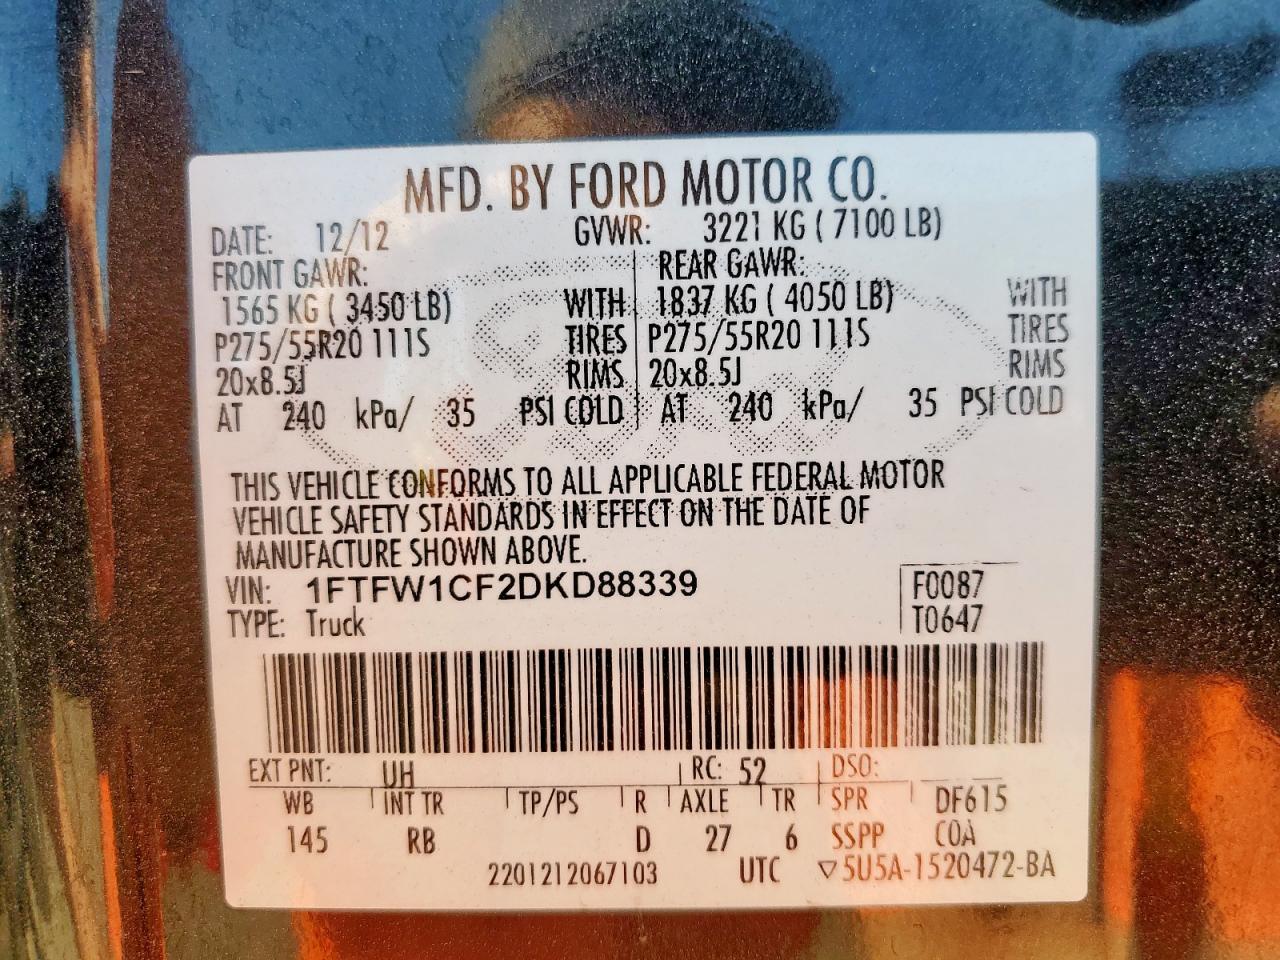 MFD. BY FORD MOTOR CO.
DATE: 12/12 GVWR: 3221 KG ( 7100 LB)
FRONT GAWR: REAR GAWR:
1565 KG ( 3450 LB) WITH 1837 KG ( 4050 LB) WITH
P275/55R20 111S TIRES P275/55R20 111S TIRES
20x8.5J RIMS 20x8.5J RIMS
AT 240 kPa/ 35 PSI COLD AT 240 kPa/ 35 PSI COLD
THIS VEHICLE CONFORMS TO ALL APPLICABLE FEDERAL MOTOR
VEHICLE SAFETY STANDARDS IN EFFECT ON THE DATE OF
MANUFACTURE SHOWN ABOVE.
VIN: 1FTFW1CF2DKD88339 F0087
TYPE: Truck T0647
EXT PNT: UH RC: 52 DSO:
WB INT TR TP/PS R AXLE TR SPR DF615
145 RB D 27 6 SSPP COA
2201212067103 UTC ▽5U5A-1520472-BA